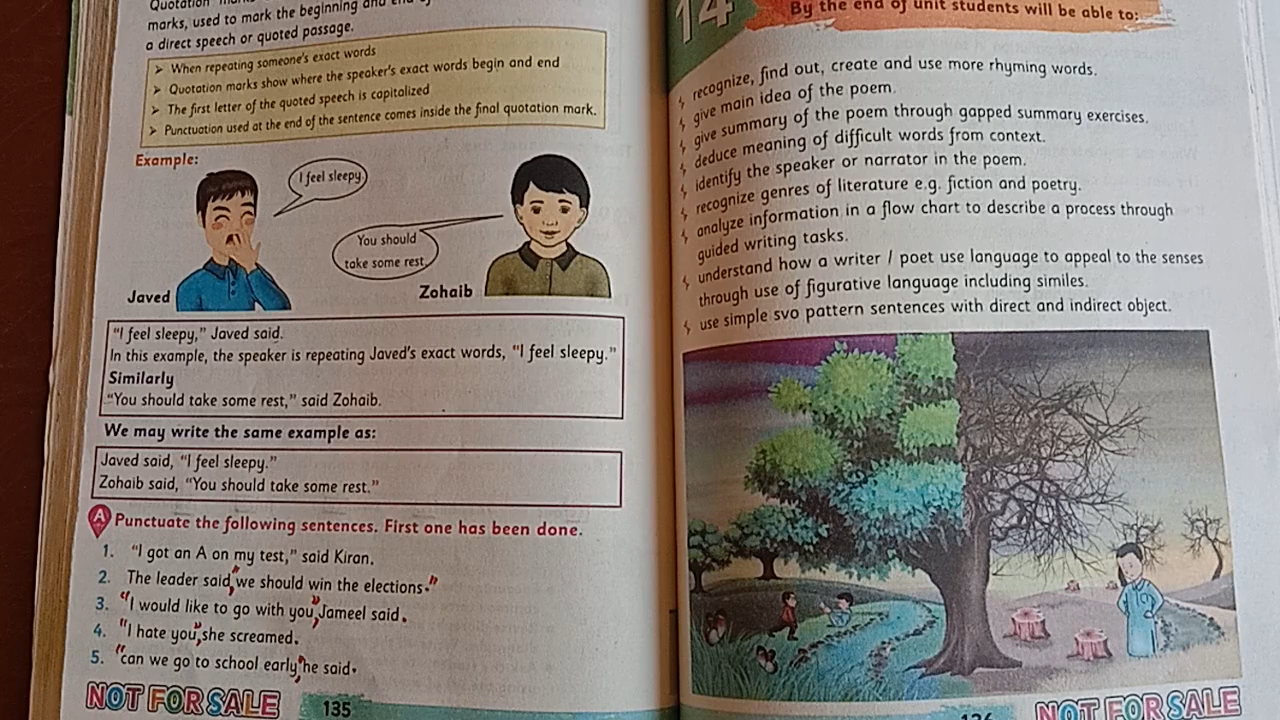 Quotation
marks, used to mark the beginning and end of
a direct speech or quoted passage.
➤ When repeating someone's exact words
➤ Quotation marks show where the speaker's exact words begin and end
➤ The first letter of the quoted speech is capitalized
➤ Punctuation used at the end of the sentence comes inside the final quotation mark.
Example:
I feel sleepy.
You should
take some rest.
Javed
Zohaib
"I feel sleepy," Javed said.
In this example, the speaker is repeating Javed's exact words, "I feel sleepy."
Similarly
"You should take some rest," said Zohaib.
We may write the same example as:
Javed said, "I feel sleepy."
Zohaib said, "You should take some rest."
A Punctuate the following sentences. First one has been done.
1. "I got an A on my test," said Kiran.
2. The leader said,"we should win the elections."
3. "I would like to go with you," Jameel said.
4. "I hate you", she screamed.
5. "can we go to school early", he said.
NOT FOR SALE
135
14
By the end of unit students will be able to:
recognize, find out, create and use more rhyming words.
give main idea of the poem.
give summary of the poem through gapped summary exercises.
deduce meaning of difficult words from context.
identify the speaker or narrator in the poem.
recognize genres of literature e.g. fiction and poetry.
analyze information in a flow chart to describe a process through
guided writing tasks.
understand how a writer / poet use language to appeal to the senses
through use of figurative language including similes.
use simple svo pattern sentences with direct and indirect object.
NOT FOR SALE